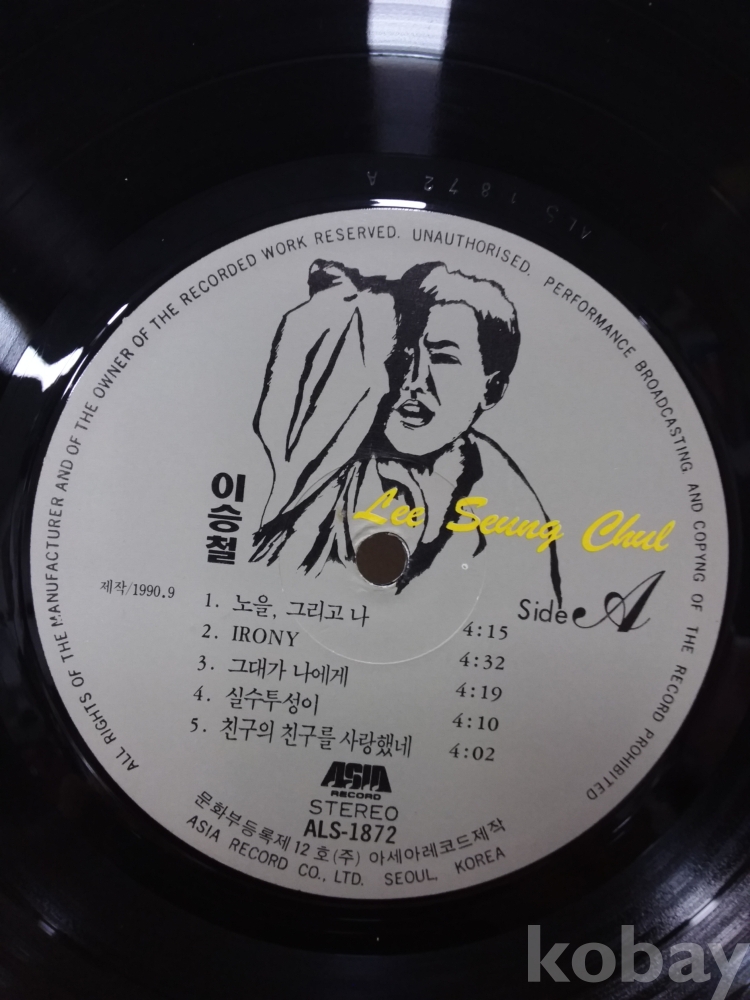 ALS 1872 A
ALL RIGHTS OF THE MANUFACTURER AND OF THE OWNER OF THE RECORDED WORK RESERVED. UNAUTHORISED. PERFORMANCE BROADCASTING AND COPYNG OF THE RECORD PROHIBITED
이승철
Lee Seung Chul
Side A
제작/1990.9
1. 노을, 그리고 나 4:15
2. IRONY 4:32
3. 그대가 나에게 4:19
4. 실수투성이 4:10
5. 친구의 친구를 사랑했네 4:02
ASIA
RECORD
STEREO
ALS-1872
문화부등록제12호(주) 아세아레코드제작
ASIA RECORD CO., LTD. SEOUL, KOREA
kobay